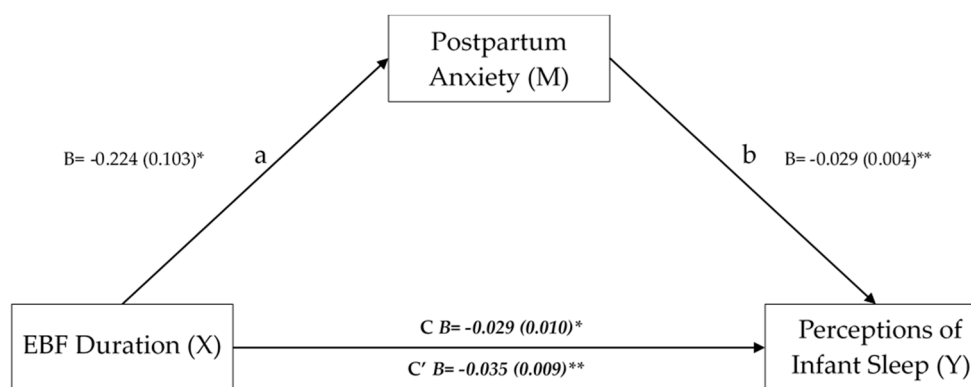 Postpartum
Anxiety (M)
B= -0.224 (0.103)*
a
b
B= -0.029 (0.004)**
EBF Duration (X)
C B= -0.029 (0.010)*
C′ B= -0.035 (0.009)**
Perceptions of
Infant Sleep (Y)